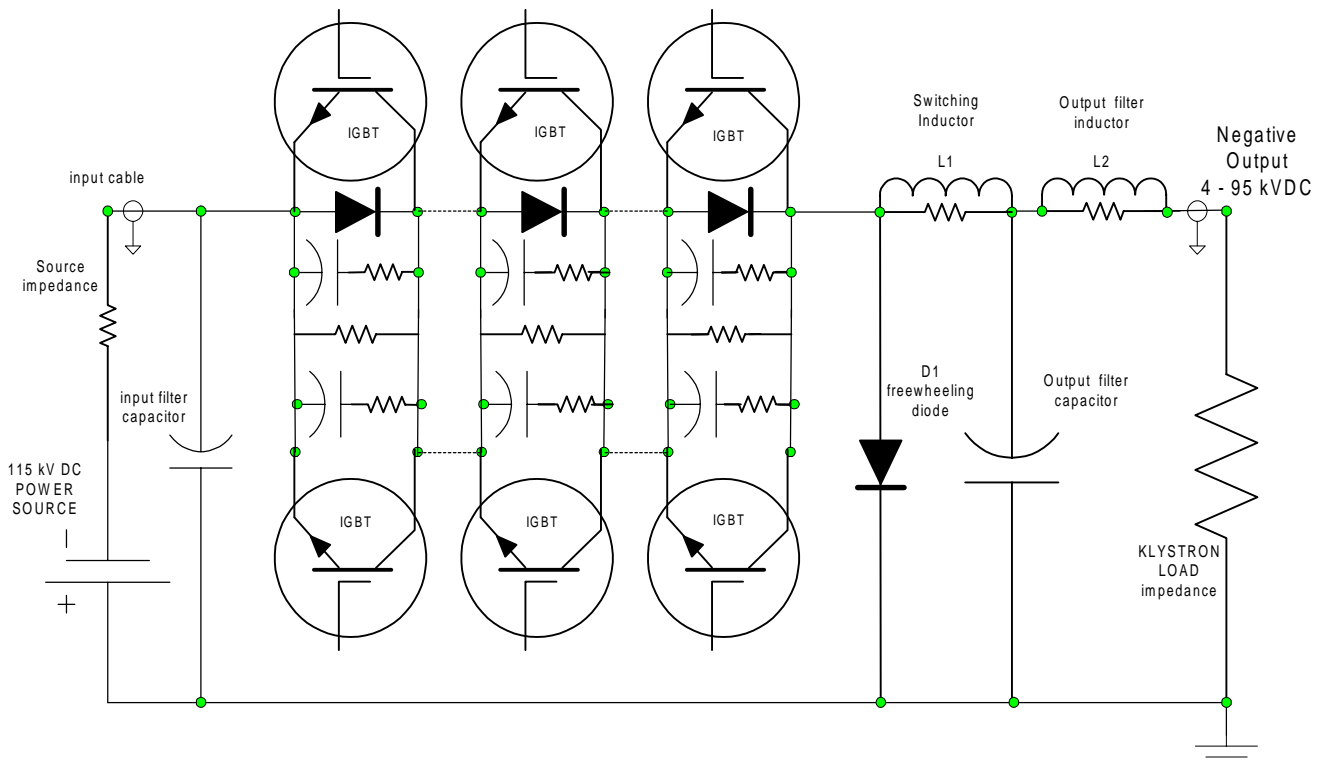 IGBT
IGBT
IGBT
Switching
Inductor
L1
Output filter
inductor
L2
Negative
Output
4 - 95 kVDC
input cable
Source
impedance
input filter
capacitor
D1
freewheeling
diode
Output filter
capacitor
115 kV DC
POWER
SOURCE
IGBT
IGBT
IGBT
KLYSTRON
LOAD
impedance